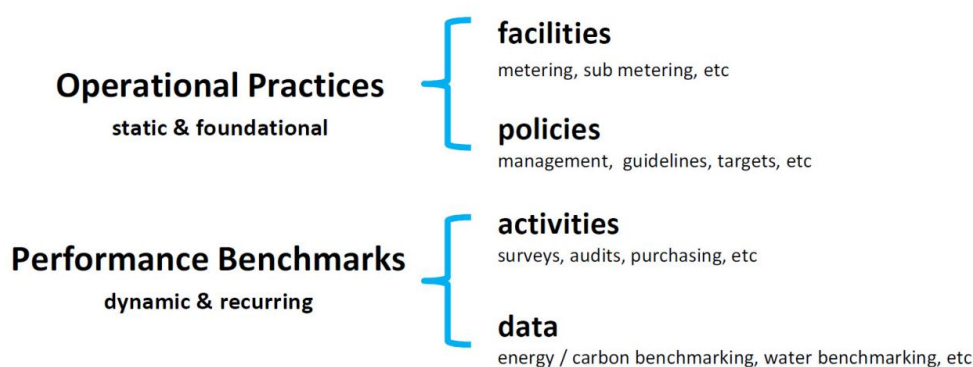 Operational Practices
static & foundational
facilities
metering, sub metering, etc
policies
management, guidelines, targets, etc
Performance Benchmarks
dynamic & recurring
activities
surveys, audits, purchasing, etc
data
energy / carbon benchmarking, water benchmarking, etc